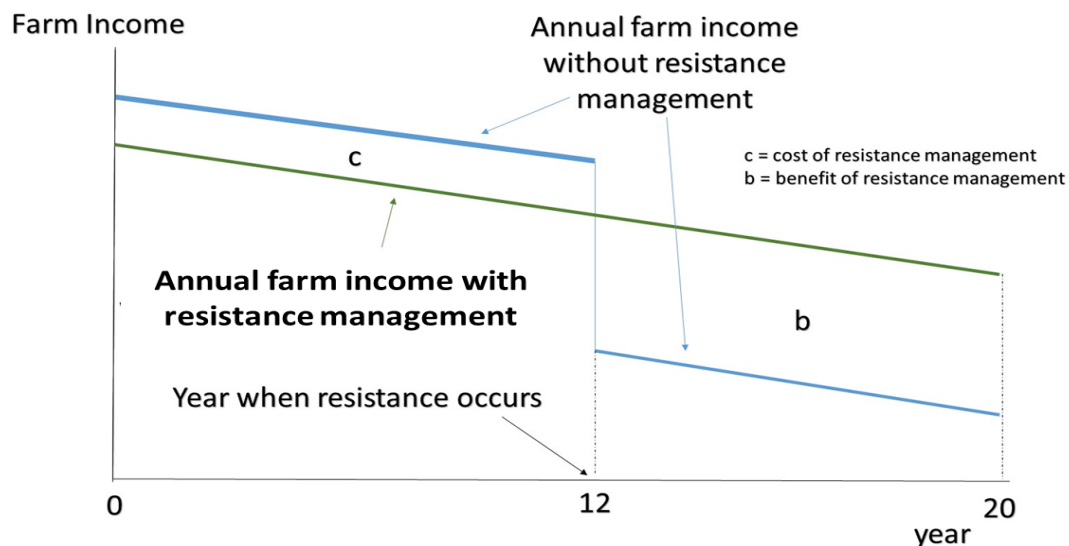 Farm Income
Annual farm income
without resistance
management
c = cost of resistance management
b = benefit of resistance management
c
Annual farm income with
resistance management
b
Year when resistance occurs
0
12
20
year